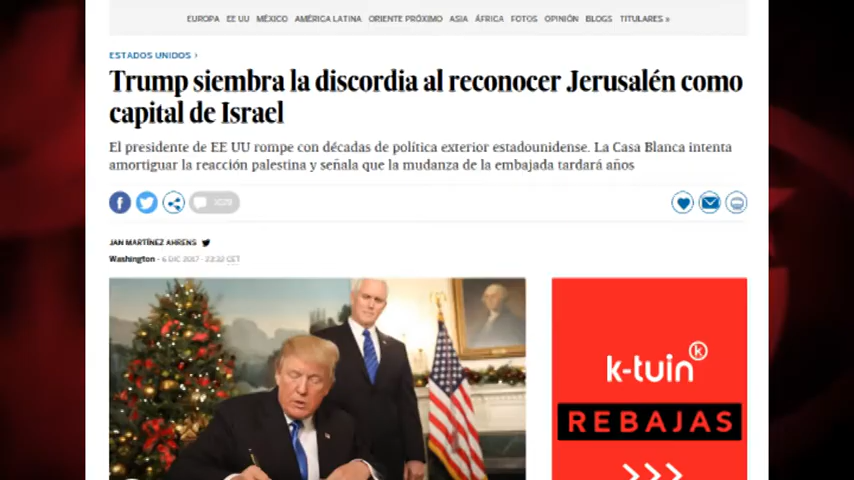 EUROPA EE UU MÉXICO AMÉRICA LATINA ORIENTE PRÓXIMO ASIA ÁFRICA FOTOS OPINIÓN BLOGS TITULARES »
ESTADOS UNIDOS ›
Trump siembra la discordia al reconocer Jerusalén como
capital de Israel
El presidente de EE UU rompe con décadas de política exterior estadounidense. La Casa Blanca intenta
amortiguar la reacción palestina y señala que la mudanza de la embajada tardará años
JAN MARTÍNEZ AHRENS
Washington - 6 DIC 2017 - CET
k-tuin
REBAJAS